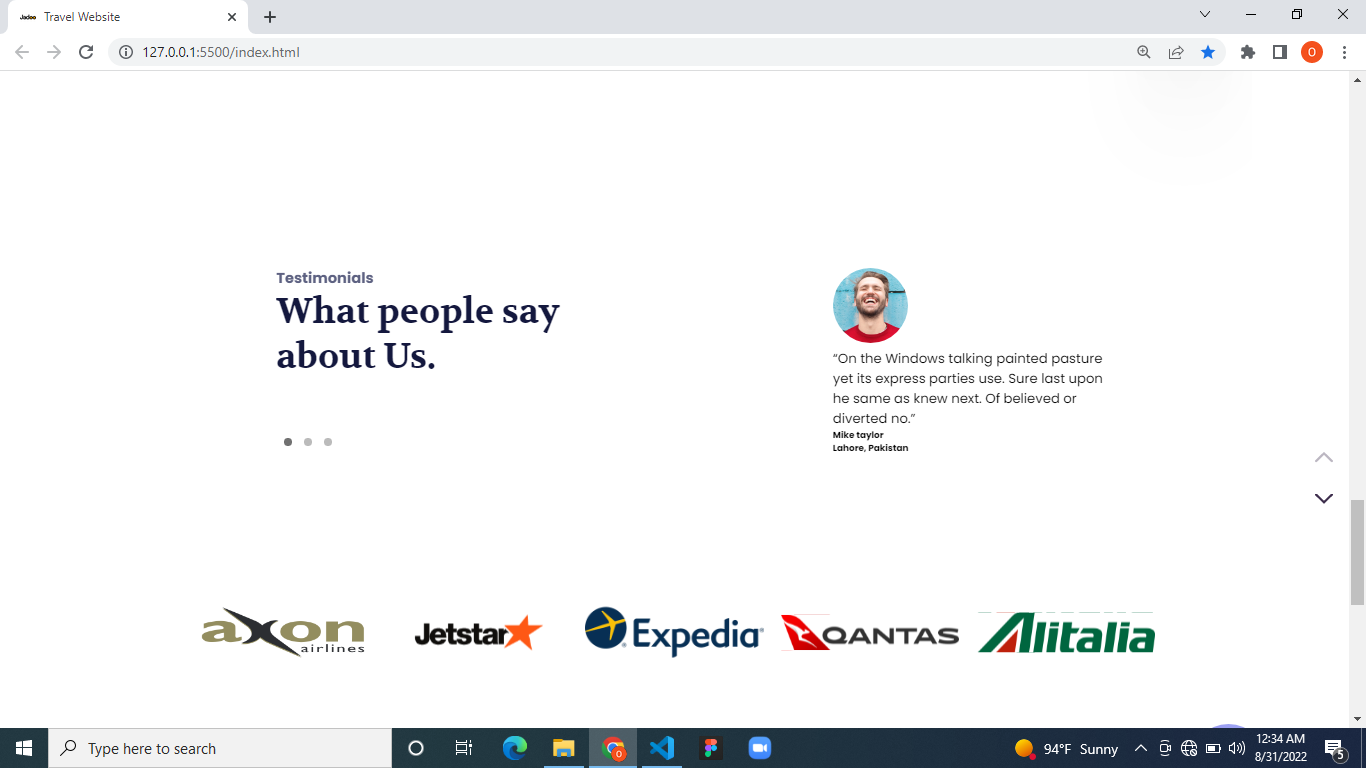 Jadoo Travel Website
127.0.0.1:5500/index.html
O
Testimonials
What people say
about Us.
“On the Windows talking painted pasture
yet its express parties use. Sure last upon
he same as knew next. Of believed or
diverted no.”
Mike taylor
Lahore, Pakistan
axon
airlines
Jetstar
Expedia®
QANTAS
Alitalia
Type here to search
O
94°F Sunny
12:34 AM
8/31/2022
5